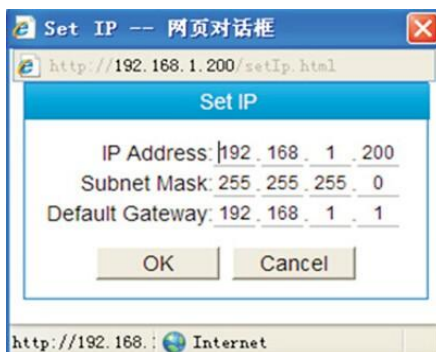 Set IP -- 网页对话框
http://192.168.1.200/setIp.html
Set IP
IP Address: 192 . 168 . 1 . 200
Subnet Mask: 255 . 255 . 255 . 0
Default Gateway: 192 . 168 . 1 . 1
OK Cancel
http://192.168.: Internet